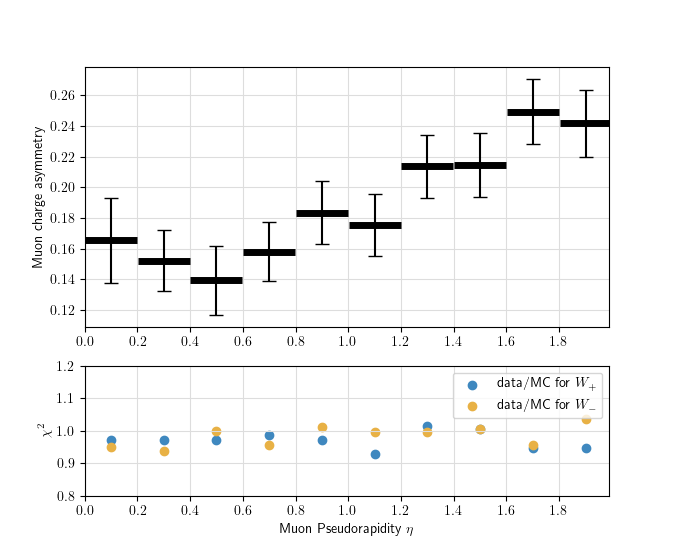 0.26
0.24
0.22
0.20
0.18
0.16
0.14
0.12
Muon charge asymmetry
0.0 0.2 0.4 0.6 0.8 1.0 1.2 1.4 1.6 1.8
1.2
1.1
1.0
0.9
0.8
χ²
data/MC for W₊
data/MC for W₋
0.0 0.2 0.4 0.6 0.8 1.0 1.2 1.4 1.6 1.8
Muon Pseudorapidity η